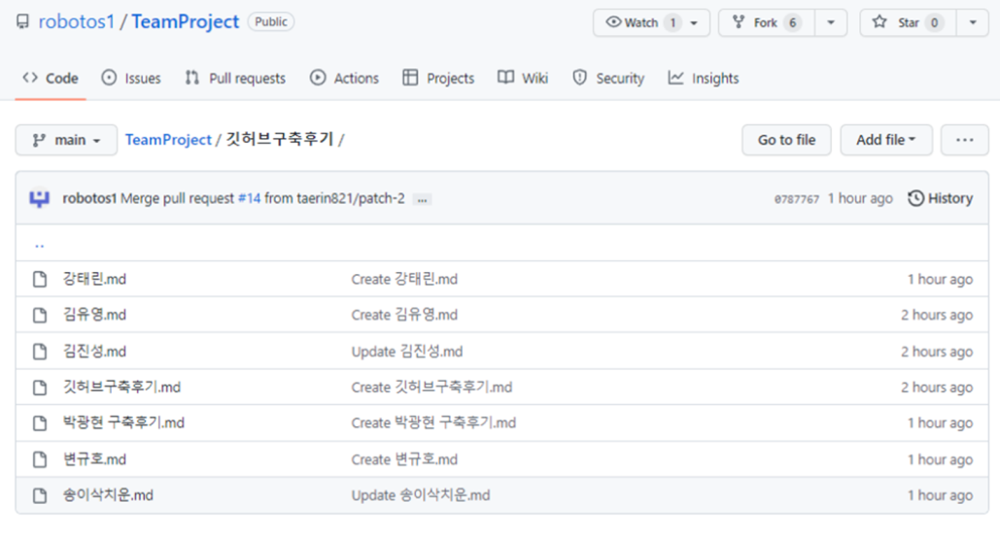 robotos1 / TeamProject Public Watch 1 Fork 6 Star 0
Code Issues Pull requests Actions Projects Wiki Security Insights
main TeamProject / 깃허브구축후기 / Go to file Add file ...
robotos1 Merge pull request #14 from taerin821/patch-2 ... 0787767 1 hour ago History
..
강태린.md Create 강태린.md 1 hour ago
김유영.md Create 김유영.md 2 hours ago
김진성.md Update 김진성.md 2 hours ago
깃허브구축후기.md Create 깃허브구축후기.md 2 hours ago
박광현 구축후기.md Create 박광현 구축후기.md 1 hour ago
변규호.md Create 변규호.md 1 hour ago
송이삭치운.md Update 송이삭치운.md 1 hour ago